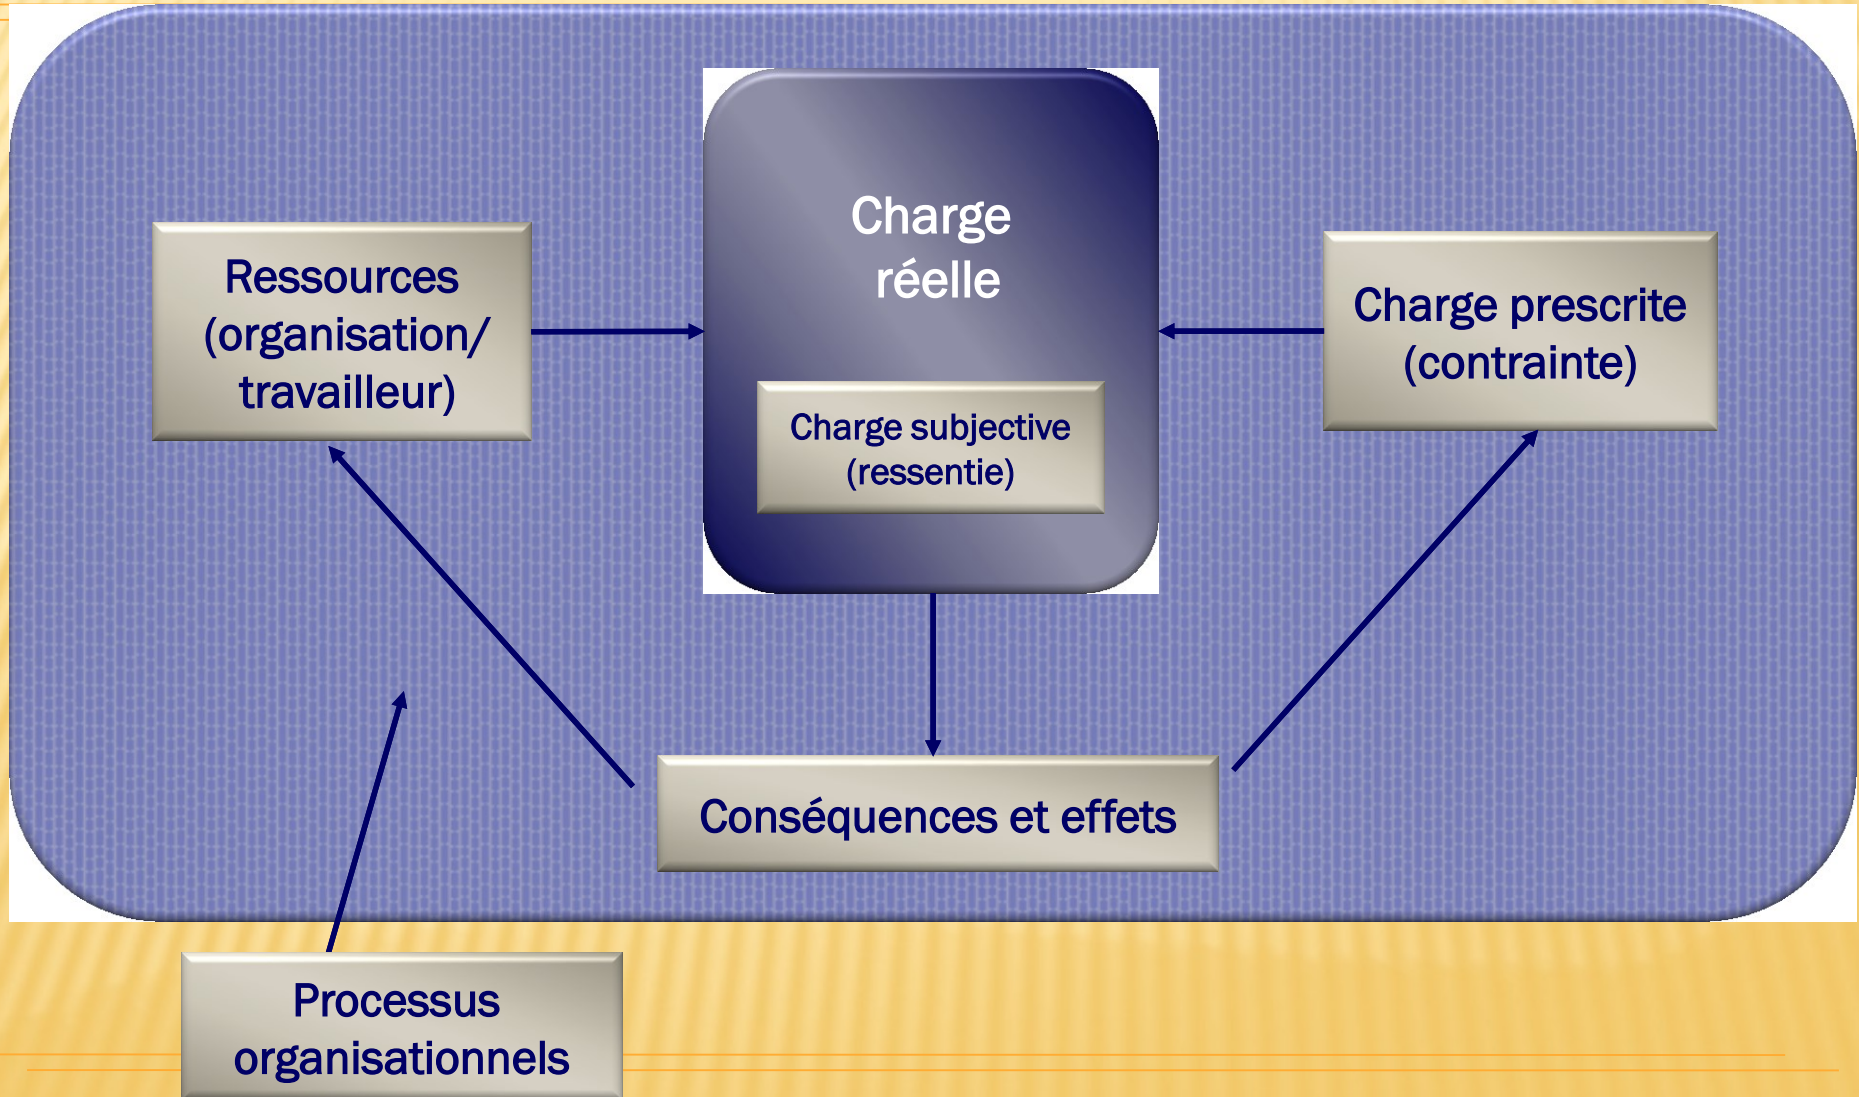 Charge
réelle
Ressources
(organisation/
travailleur)
Charge prescrite
(contrainte)
Charge subjective
(ressentie)
Conséquences et effets
Processus
organisationnels